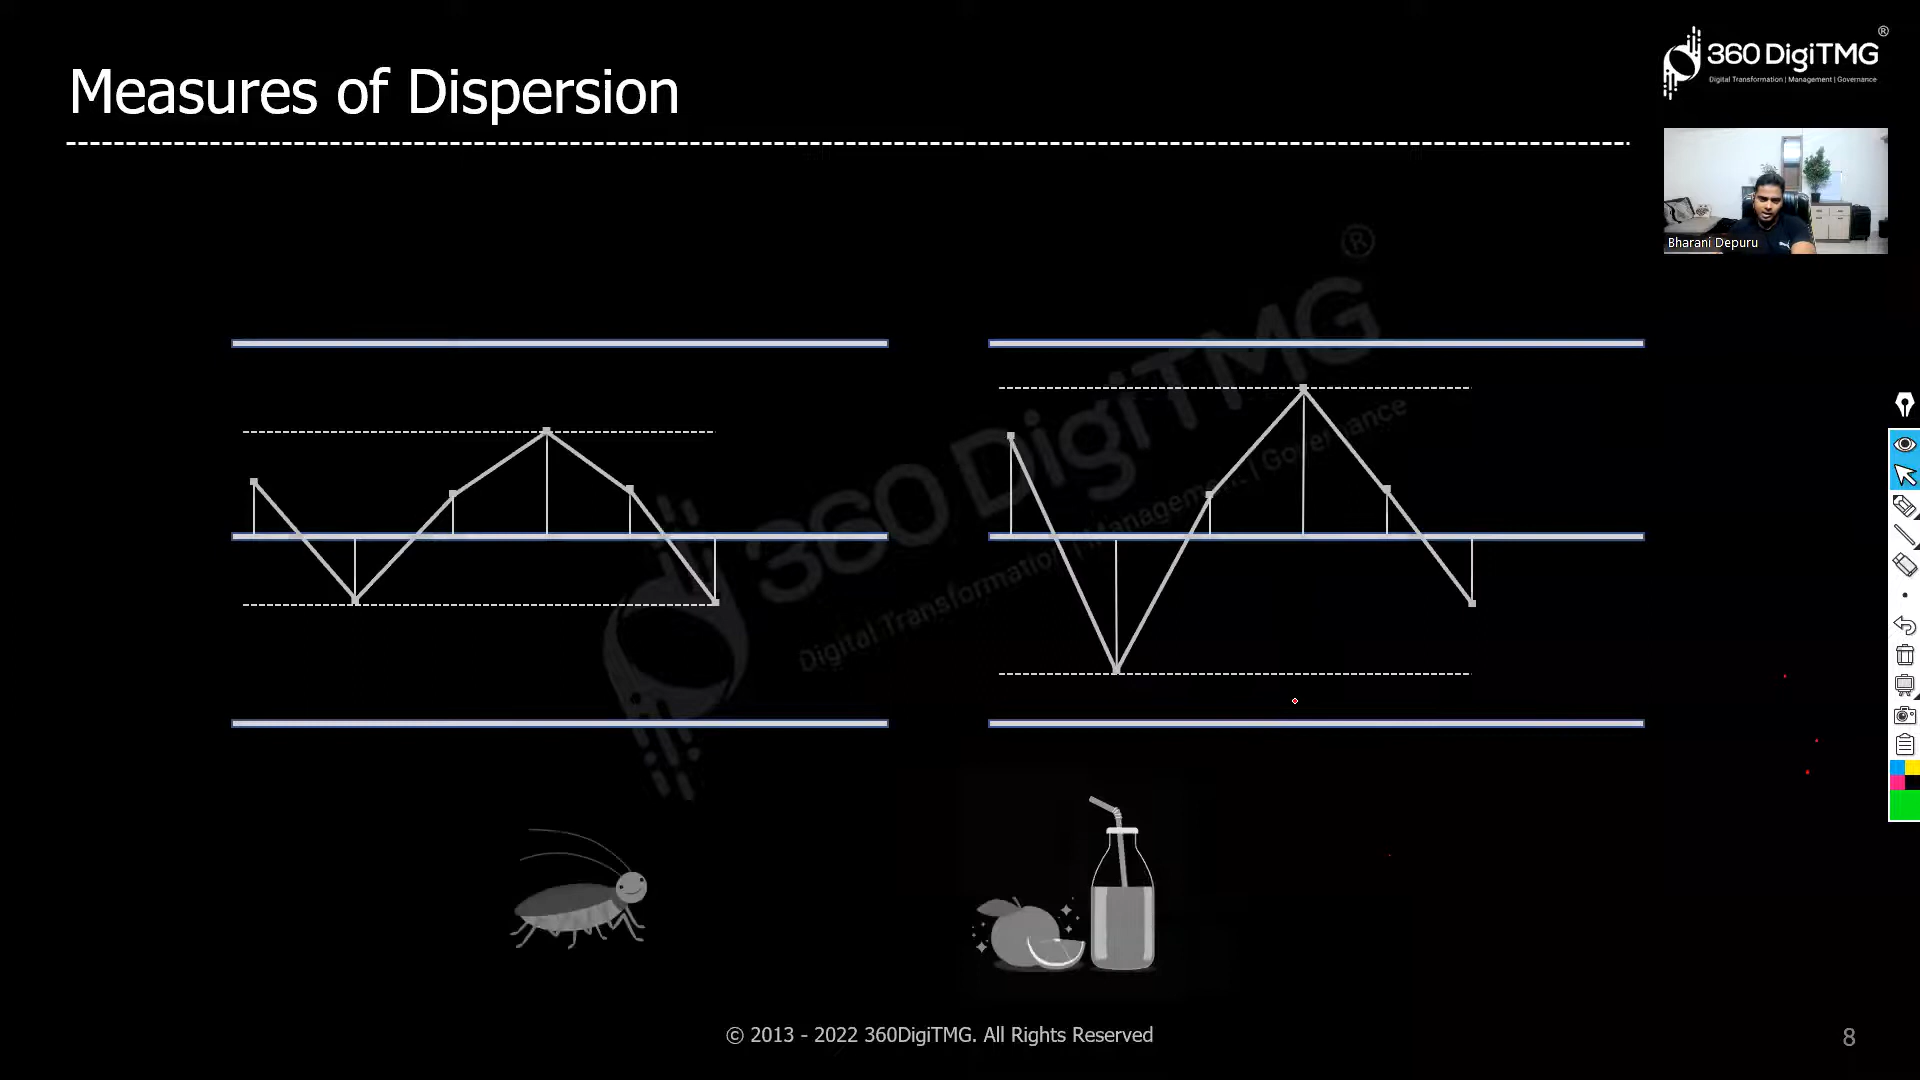 Measures of Dispersion
360 DigiTMG ®
Digital Transformation | Management | Governance
Bharani Depuru
360 DigiTMG ®
Digital Transformation | Management | Governance
© 2013 - 2022 360DigiTMG. All Rights Reserved
8